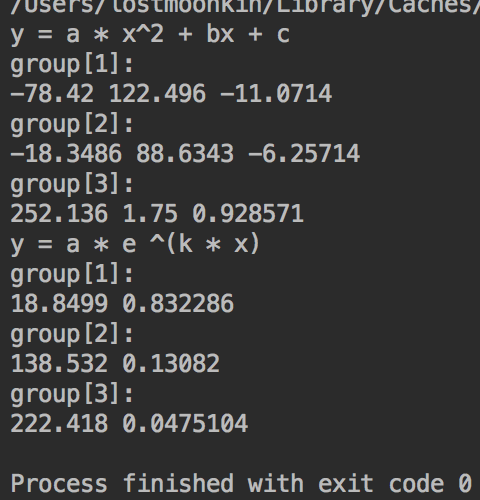 /Users/lostmoonkin/Library/Caches/
y = a * x^2 + bx + c
group[1]:
-78.42 122.496 -11.0714
group[2]:
-18.3486 88.6343 -6.25714
group[3]:
252.136 1.75 0.928571
y = a * e ^(k * x)
group[1]:
18.8499 0.832286
group[2]:
138.532 0.13082
group[3]:
222.418 0.0475104
Process finished with exit code 0